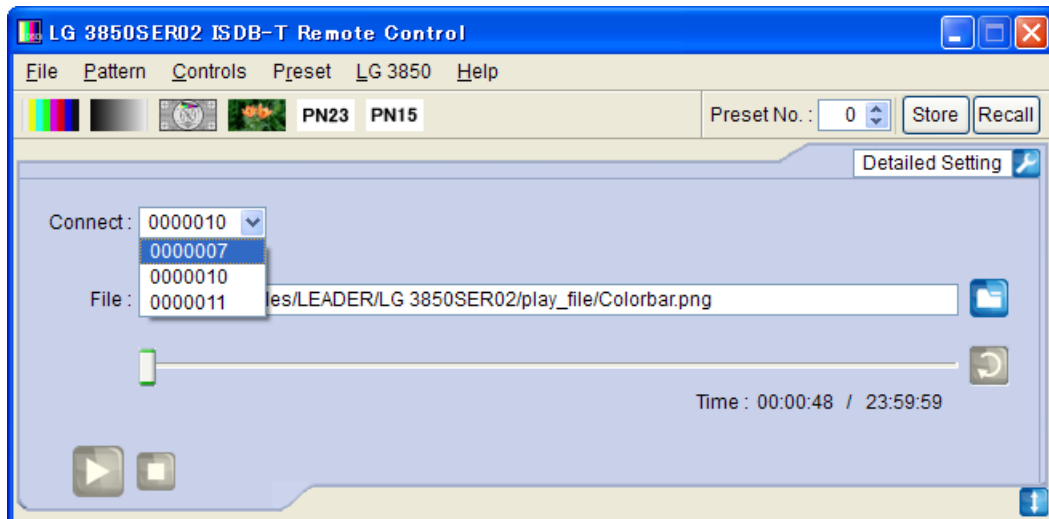 LG 3850SER02 ISDB-T Remote Control
File Pattern Controls Preset LG 3850 Help
PN23 PN15 Preset No. : 0 Store Recall
Detailed Setting
Connect : 0000010
0000007
0000010
File : 0000011 les/LEADER/LG 3850SER02/play_file/Colorbar.png
Time : 00:00:48 / 23:59:59